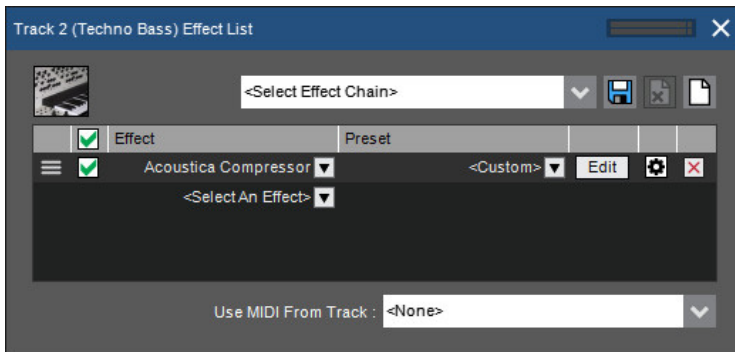 Track 2 (Techno Bass) Effect List
<Select Effect Chain>
Effect Preset
Acoustica Compressor <Custom> Edit
<Select An Effect>
Use MIDI From Track : <None>